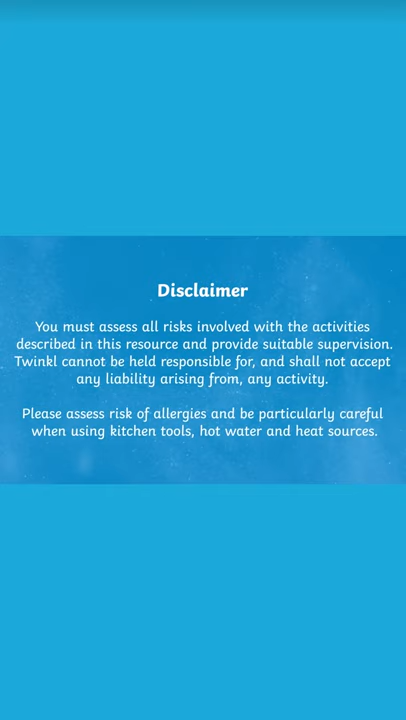 Disclaimer
You must assess all risks involved with the activities
described in this resource and provide suitable supervision.
Twinkl cannot be held responsible for, and shall not accept
any liability arising from, any activity.
Please assess risk of allergies and be particularly careful
when using kitchen tools, hot water and heat sources.